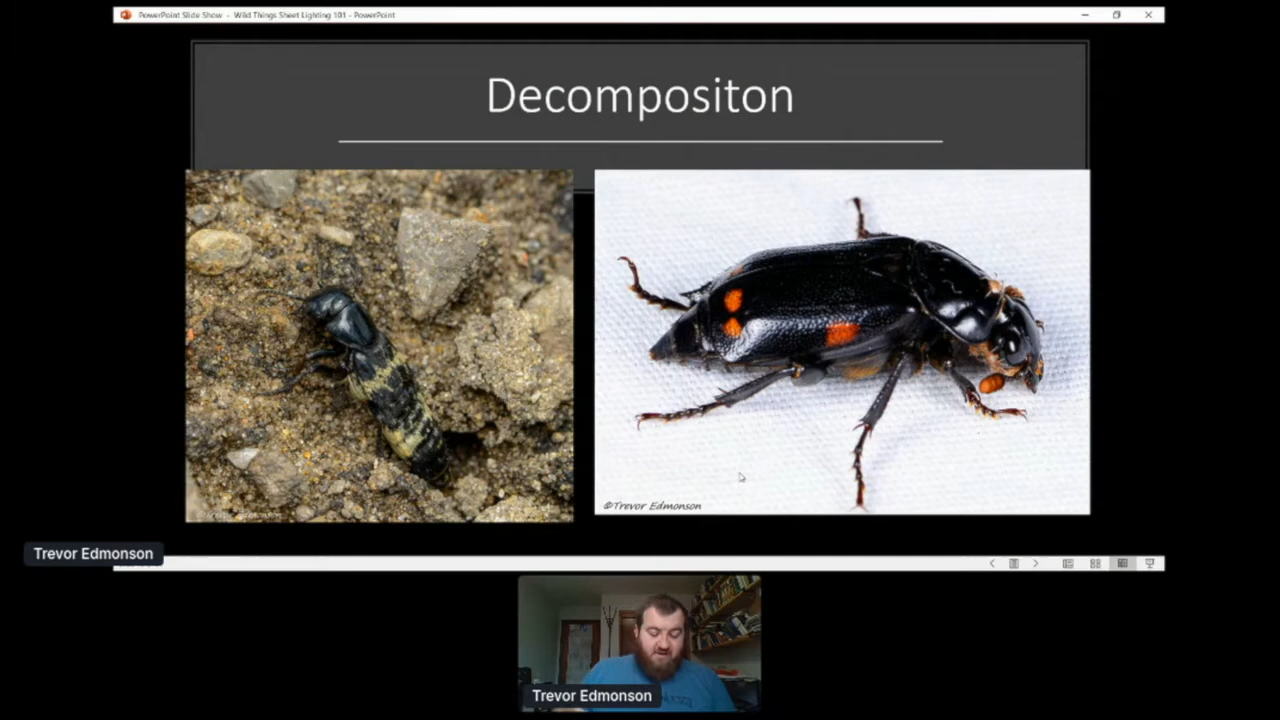 PowerPoint Slide Show - Wild Things Sheet Lighting 101 - PowerPoint
Decompositon
©Trevor Edmonson
Trevor Edmonson
Trevor Edmonson